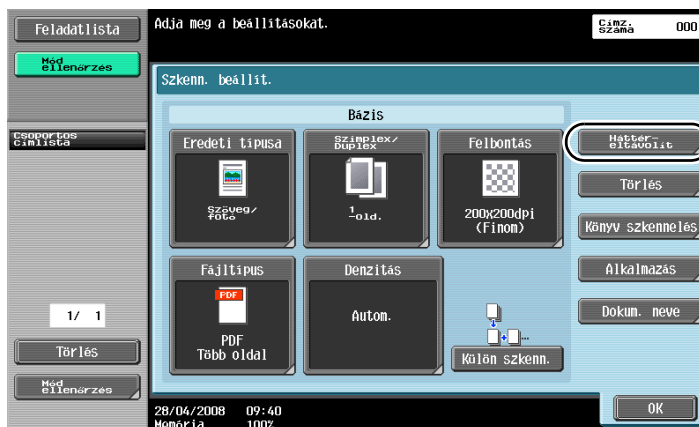 Feladatlista
Adja meg a beállításokat.
Címz.
száma
000
Mód
ellenőrzés
Szkenn. beállít.
Bázis
Csoportos
címlista
Eredeti típusa
Szimplex/
Duplex
Felbontás
Háttér-
eltávolít
Szöveg/
fotó
1
-old.
200x200dpi
(Finom)
Törlés
Könyv szkennelés
Fájltípus
Denzitás
Alkalmazás
PDF
Autom.
1/ 1
Dokum. neve
PDF
Több oldal
Törlés
Külön szkenn.
Mód
ellenőrzés
28/04/2008 09:40
Memória 100%
OK